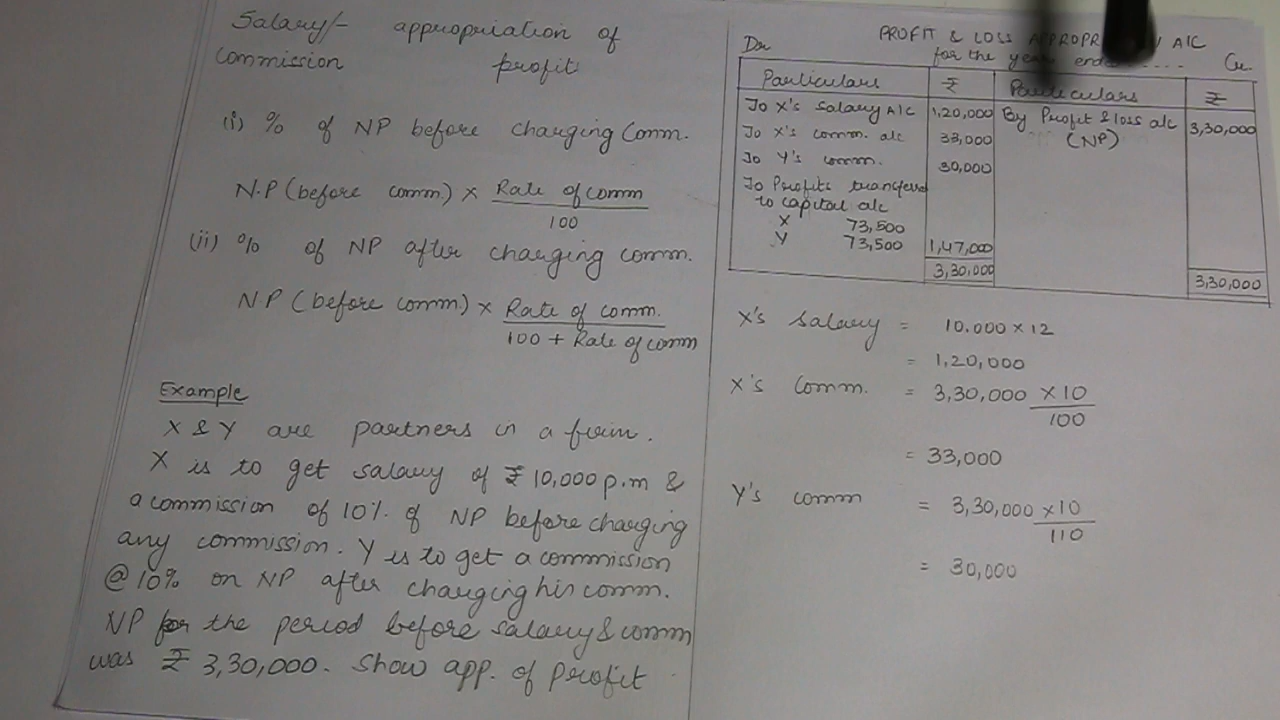 Salary/- appropriation of
commission profit
(i) % of NP before charging Comm.
N.P (before comm) × Rate of comm
100
(ii) % of NP after charging comm.
NP (before comm) × Rate of comm.
100 + Rate of comm
Example
X & Y are partners in a firm.
X is to get salary of ₹ 10,000 p.m &
a commission of 10% of NP before charging
any commission. Y is to get a commission
@ 10% on NP after charging his comm.
NP for the period before salary & comm
was ₹ 3,30,000. Show app. of Profit
PROFIT & LOSS A/C
Dr for the year Cr.
Particulars ₹ Particulars ₹
To X's Salary A/C 1,20,000 By Profit & loss a/c 3,30,000
To X's comm. a/c 33,000 (NP)
To Y's comm. 30,000
To Profits transferred
to capital a/c
X 73,500
Y 73,500 1,47,000
3,30,000 3,30,000
X's Salary = 10.000 × 12
= 1,20,000
X's Comm. = 3,30,000 × 10
100
= 33,000
Y's comm = 3,30,000 × 10
110
= 30,000